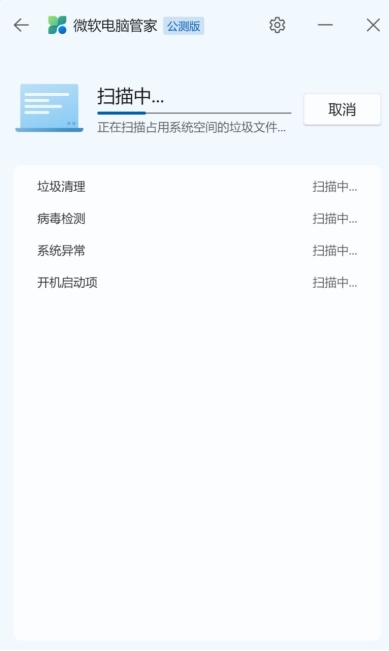 微软电脑管家 公测版
扫描中...
取消
正在扫描占用系统空间的垃圾文件...
垃圾清理 扫描中...
病毒检测 扫描中...
系统异常 扫描中...
开机启动项 扫描中...